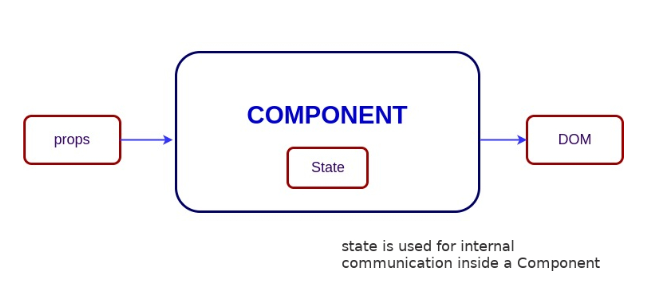 COMPONENT
props
State
DOM
state is used for internal
communication inside a Component